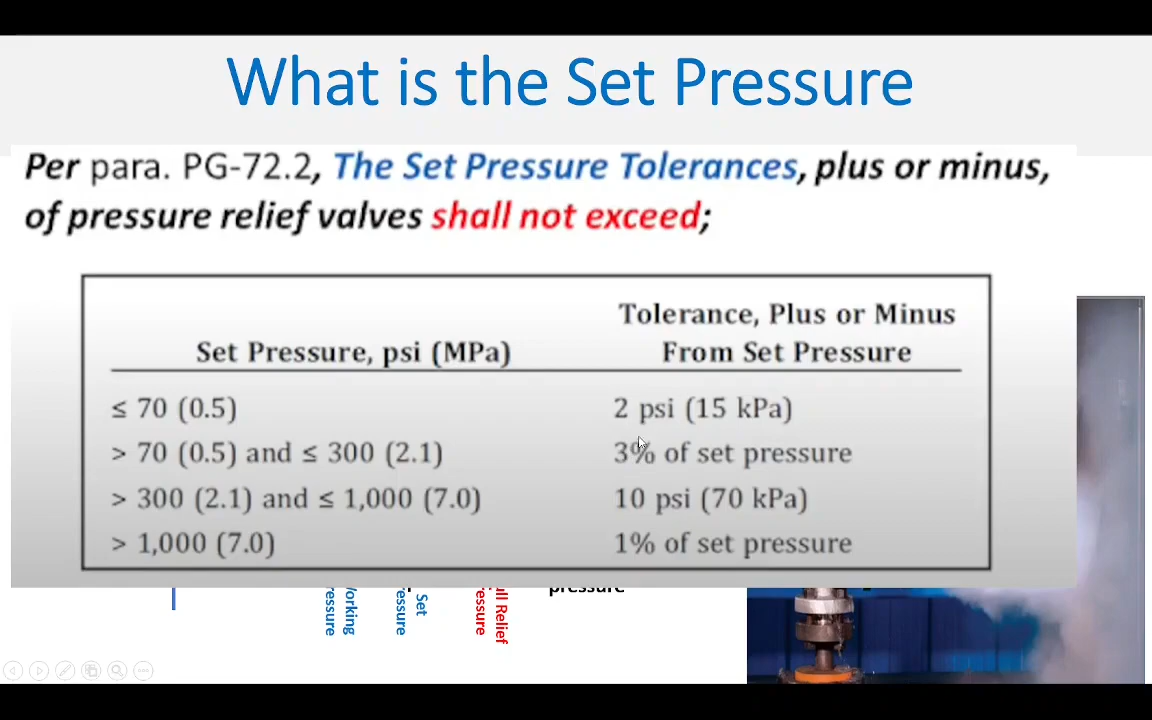 What is the Set Pressure
Per para. PG-72.2, The Set Pressure Tolerances, plus or minus,
of pressure relief valves shall not exceed;
Set Pressure, psi (MPa)
Tolerance, Plus or Minus
From Set Pressure
≤ 70 (0.5) 2 psi (15 kPa)
> 70 (0.5) and ≤ 300 (2.1) 3% of set pressure
> 300 (2.1) and ≤ 1,000 (7.0) 10 psi (70 kPa)
> 1,000 (7.0) 1% of set pressure
Set
Relief